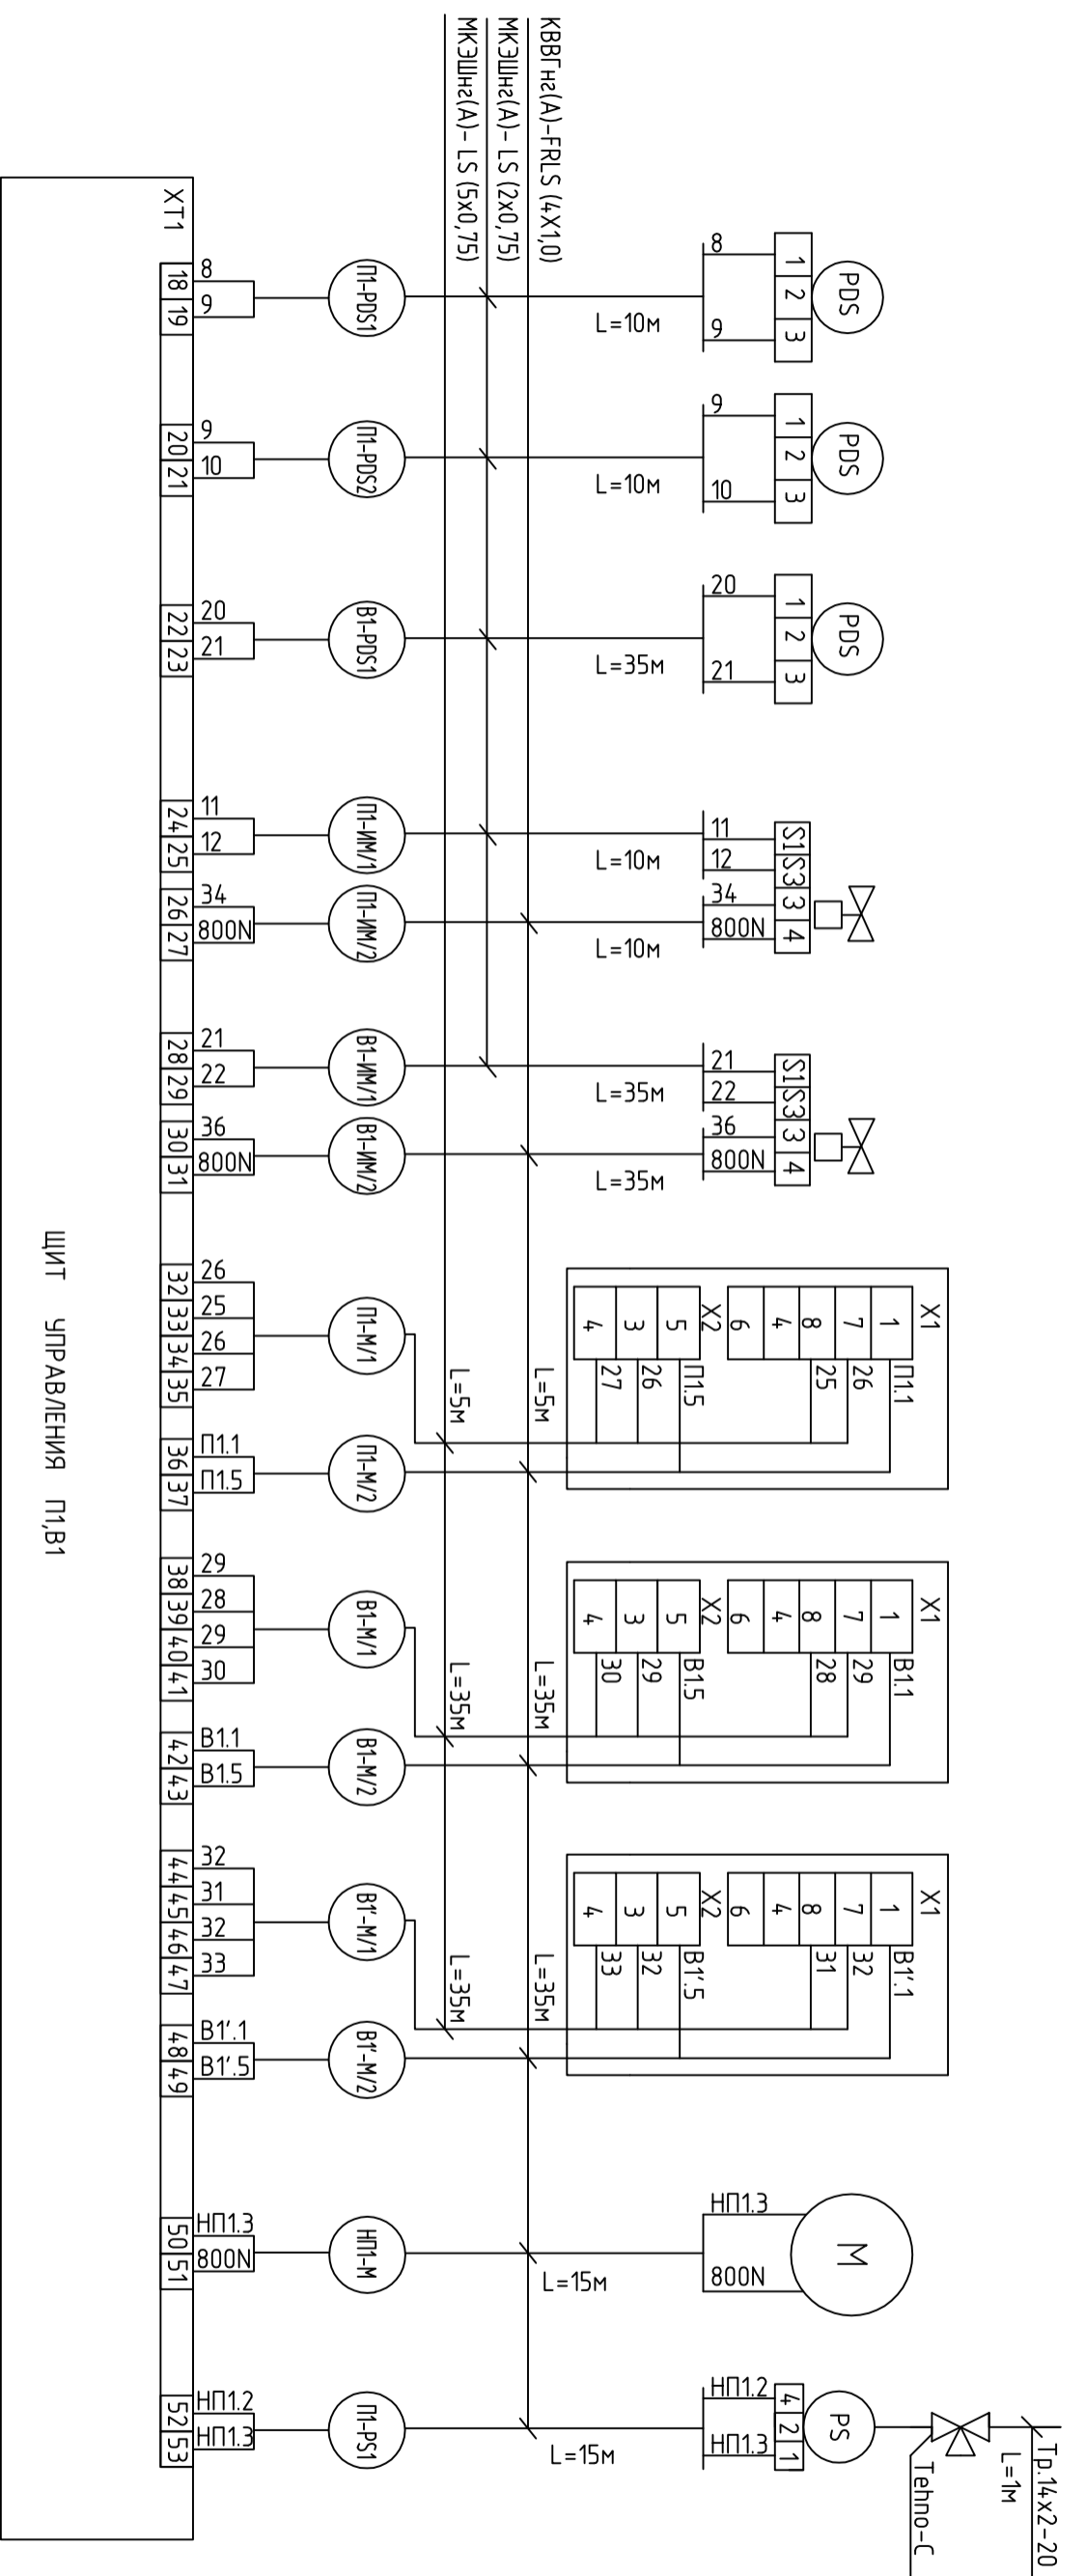 КВВГнг(А)-FRLS (4Х1,0)
МКЭШнг(А)- LS (2х0,75)
МКЭШнг(А)- LS (5х0,75)
PDS
1 2 3
8 9
L=10м
П1-PDS1
8 9
18 19
PDS
1 2 3
9 10
L=10м
П1-PDS2
9 10
20 21
PDS
1 2 3
20 21
L=35м
В1-PDS1
20 21
22 23
S1 S3 3 4
11 12 34 800N
L=10м
L=10м
П1-ИМ/1
П1-ИМ/2
11 12 34 800N
24 25 26 27
S1 S3 3 4
21 22 36 800N
L=35м
L=35м
В1-ИМ/1
В1-ИМ/2
21 22 36 800N
28 29 30 31
X1
1 П1.1
7 26
8 25
4
6
X2
5 П1.5
3 26
4 27
L=5м
L=5м
П1-М/1
П1-М/2
26 25 26 27 П1.1 П1.5
32 33 34 35 36 37
X1
1 В1.1
7 29
8 28
4
6
X2
5 В1.5
3 29
4 30
L=35м
L=35м
В1-М/1
В1-М/2
29 28 29 30 В1.1 В1.5
38 39 40 41 42 43
X1
1 В1'.1
7 32
8 31
4
6
X2
5 В1'.5
3 32
4 33
L=35м
L=35м
В1'-М/1
В1'-М/2
32 31 32 33 В1'.1 В1'.5
44 45 46 47 48 49
М
НП1.3 800N
L=15м
НП1-М
НП1.3 800N
50 51
Тр.14х2-20
L=1м
Tehno-C
PS
4 2 1
НП1.2 НП1.3
L=15м
П1-PS1
НП1.2 НП1.3
52 53
XT1
ЩИТ УПРАВЛЕНИЯ П1,В1